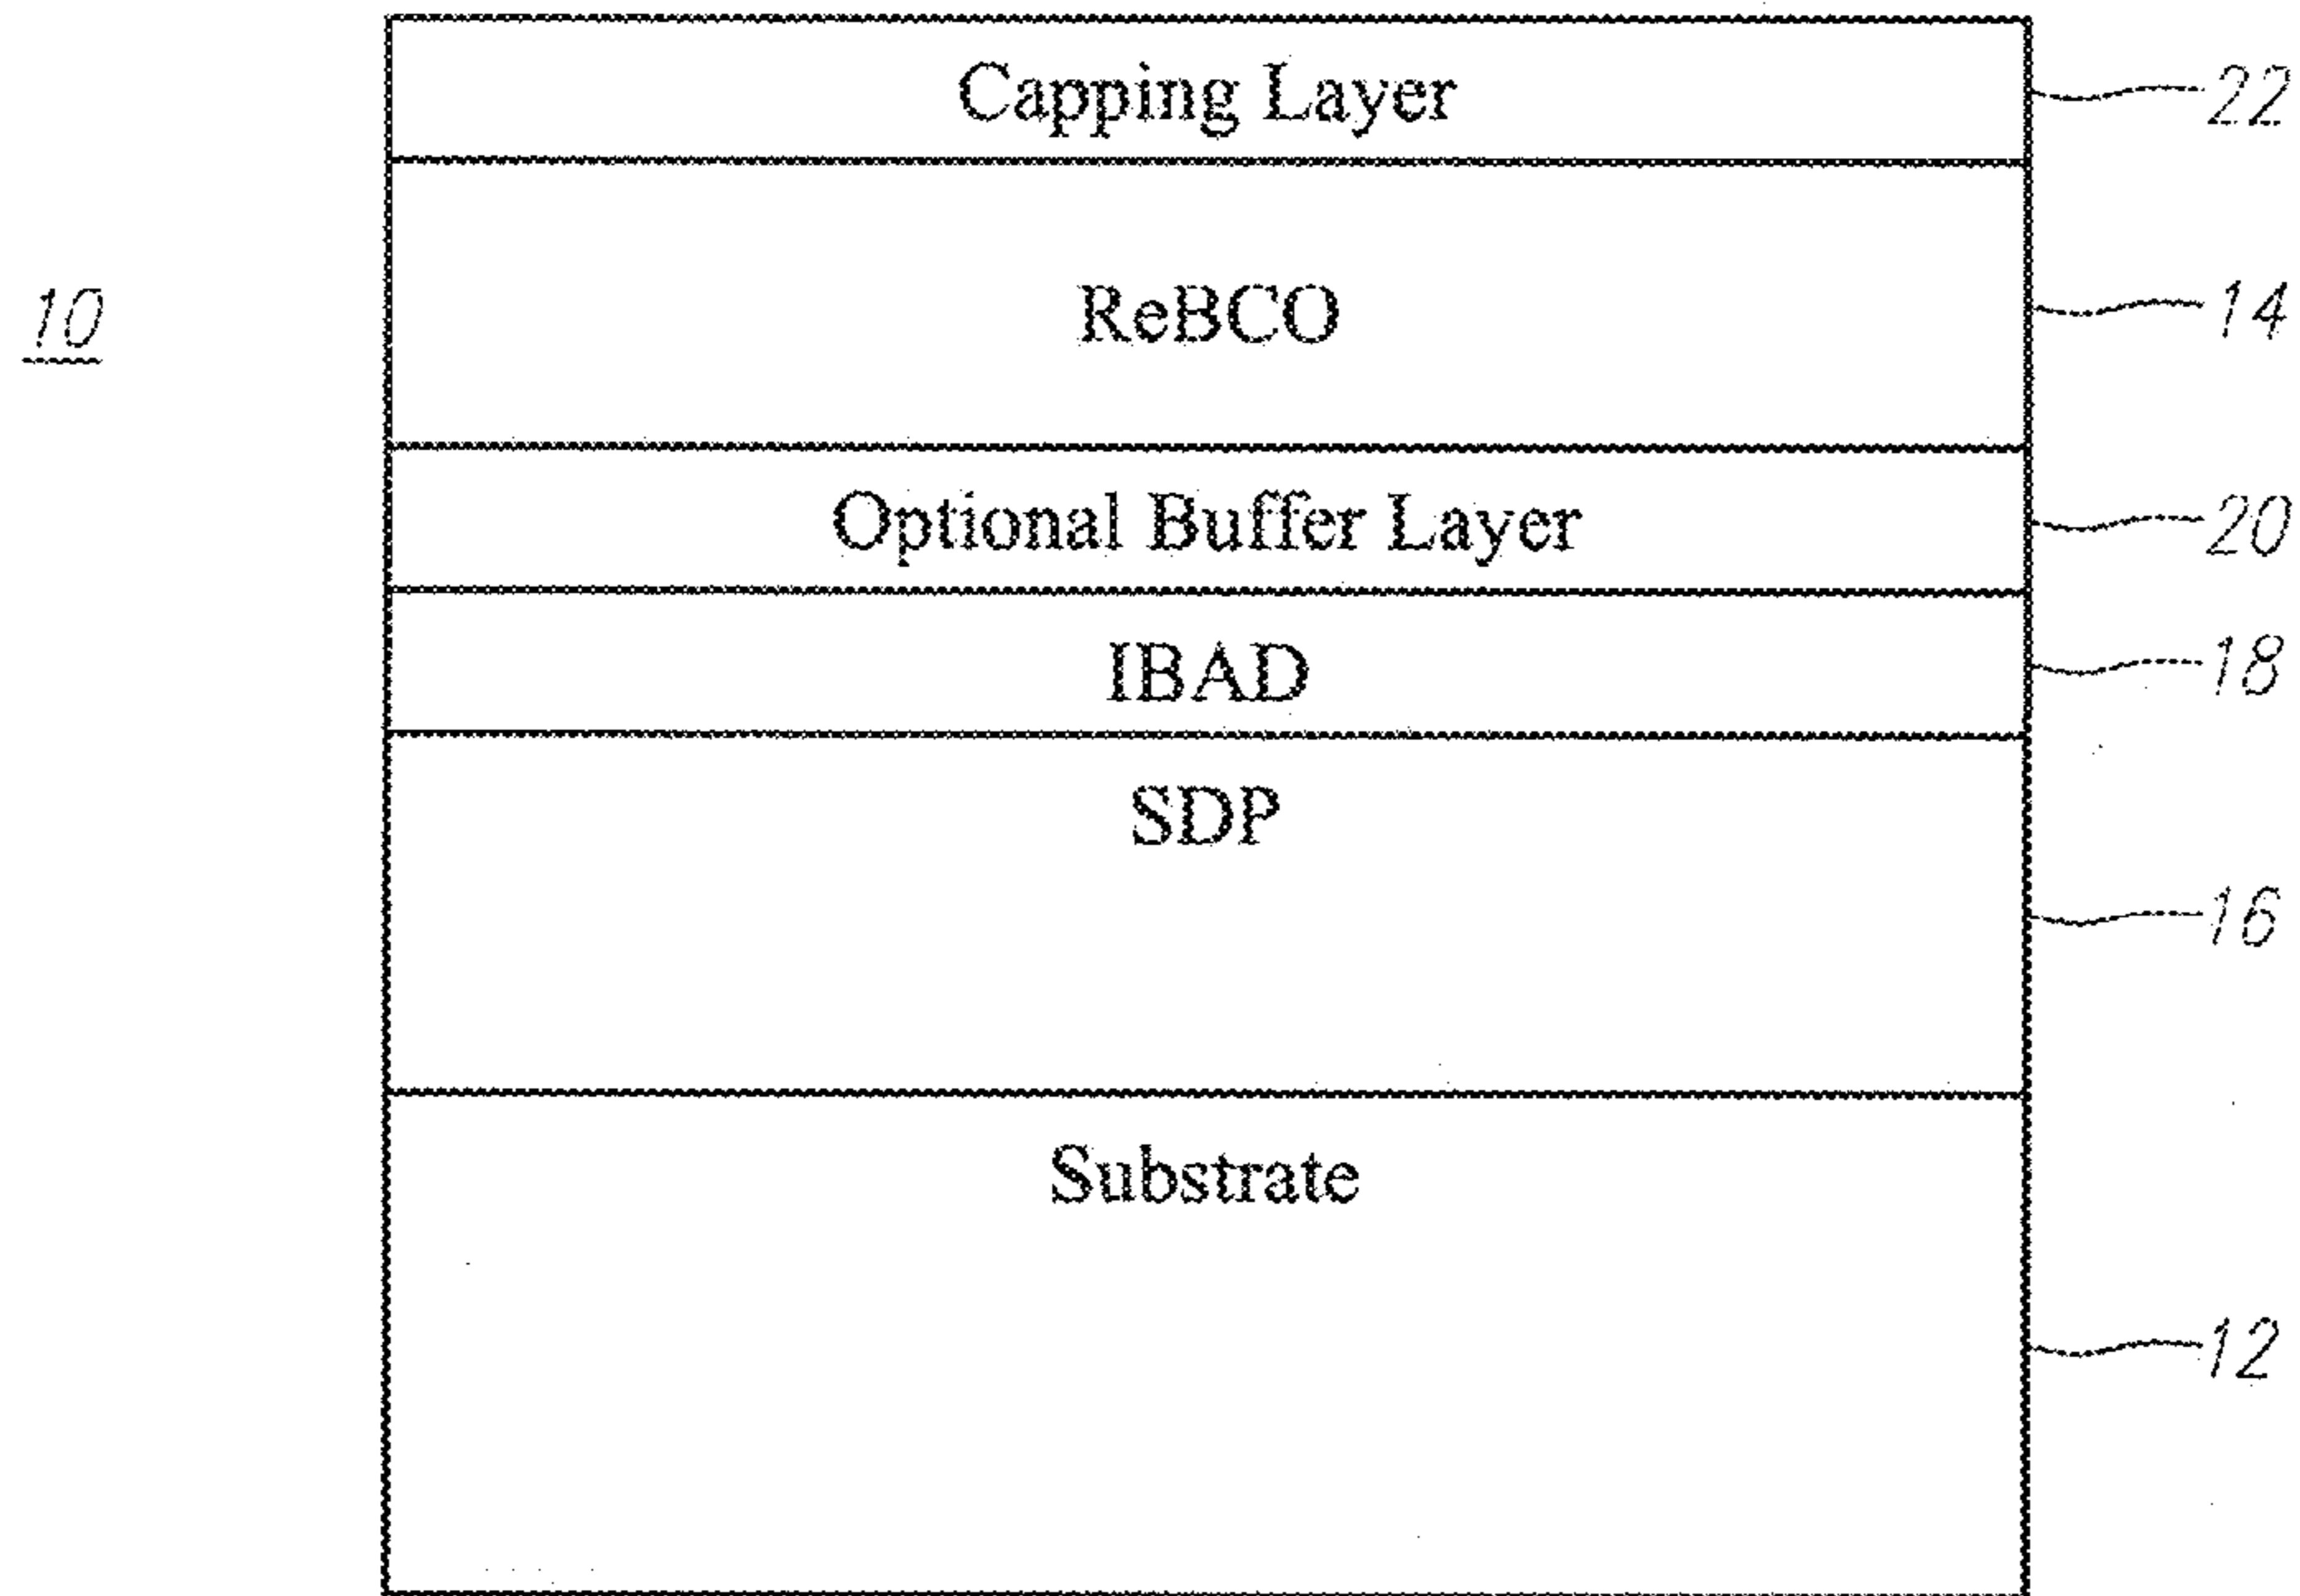 Capping Layer 22
10 ReBCO 14
Optional Buffer Layer 20
IBAD 18
SDP
16
Substrate
12